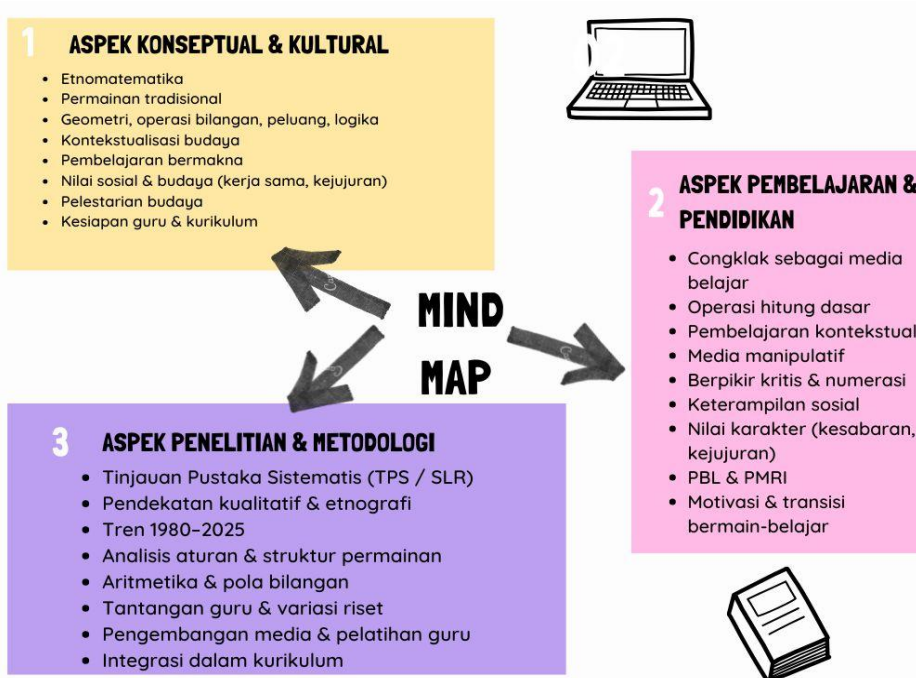 MIND
MAP
1
ASPEK KONSEPTUAL & KULTURAL
• Etnomatematika
• Permainan tradisional
• Geometri, operasi bilangan, peluang, logika
• Kontekstualisasi budaya
• Pembelajaran bermakna
• Nilai sosial & budaya (kerja sama, kejujuran)
• Pelestarian budaya
• Kesiapan guru & kurikulum
2
ASPEK PEMBELAJARAN &
PENDIDIKAN
• Congklak sebagai media
belajar
• Operasi hitung dasar
• Pembelajaran kontekstual
• Media manipulatif
• Berpikir kritis & numerasi
• Keterampilan sosial
• Nilai karakter (kesabaran,
kejujuran)
• PBL & PMRI
• Motivasi & transisi
bermain-belajar
3
ASPEK PENELITIAN & METODOLOGI
• Tinjauan Pustaka Sistematis (TPS / SLR)
• Pendekatan kualitatif & etnografi
• Tren 1980–2025
• Analisis aturan & struktur permainan
• Aritmetika & pola bilangan
• Tantangan guru & variasi riset
• Pengembangan media & pelatihan guru
• Integrasi dalam kurikulum